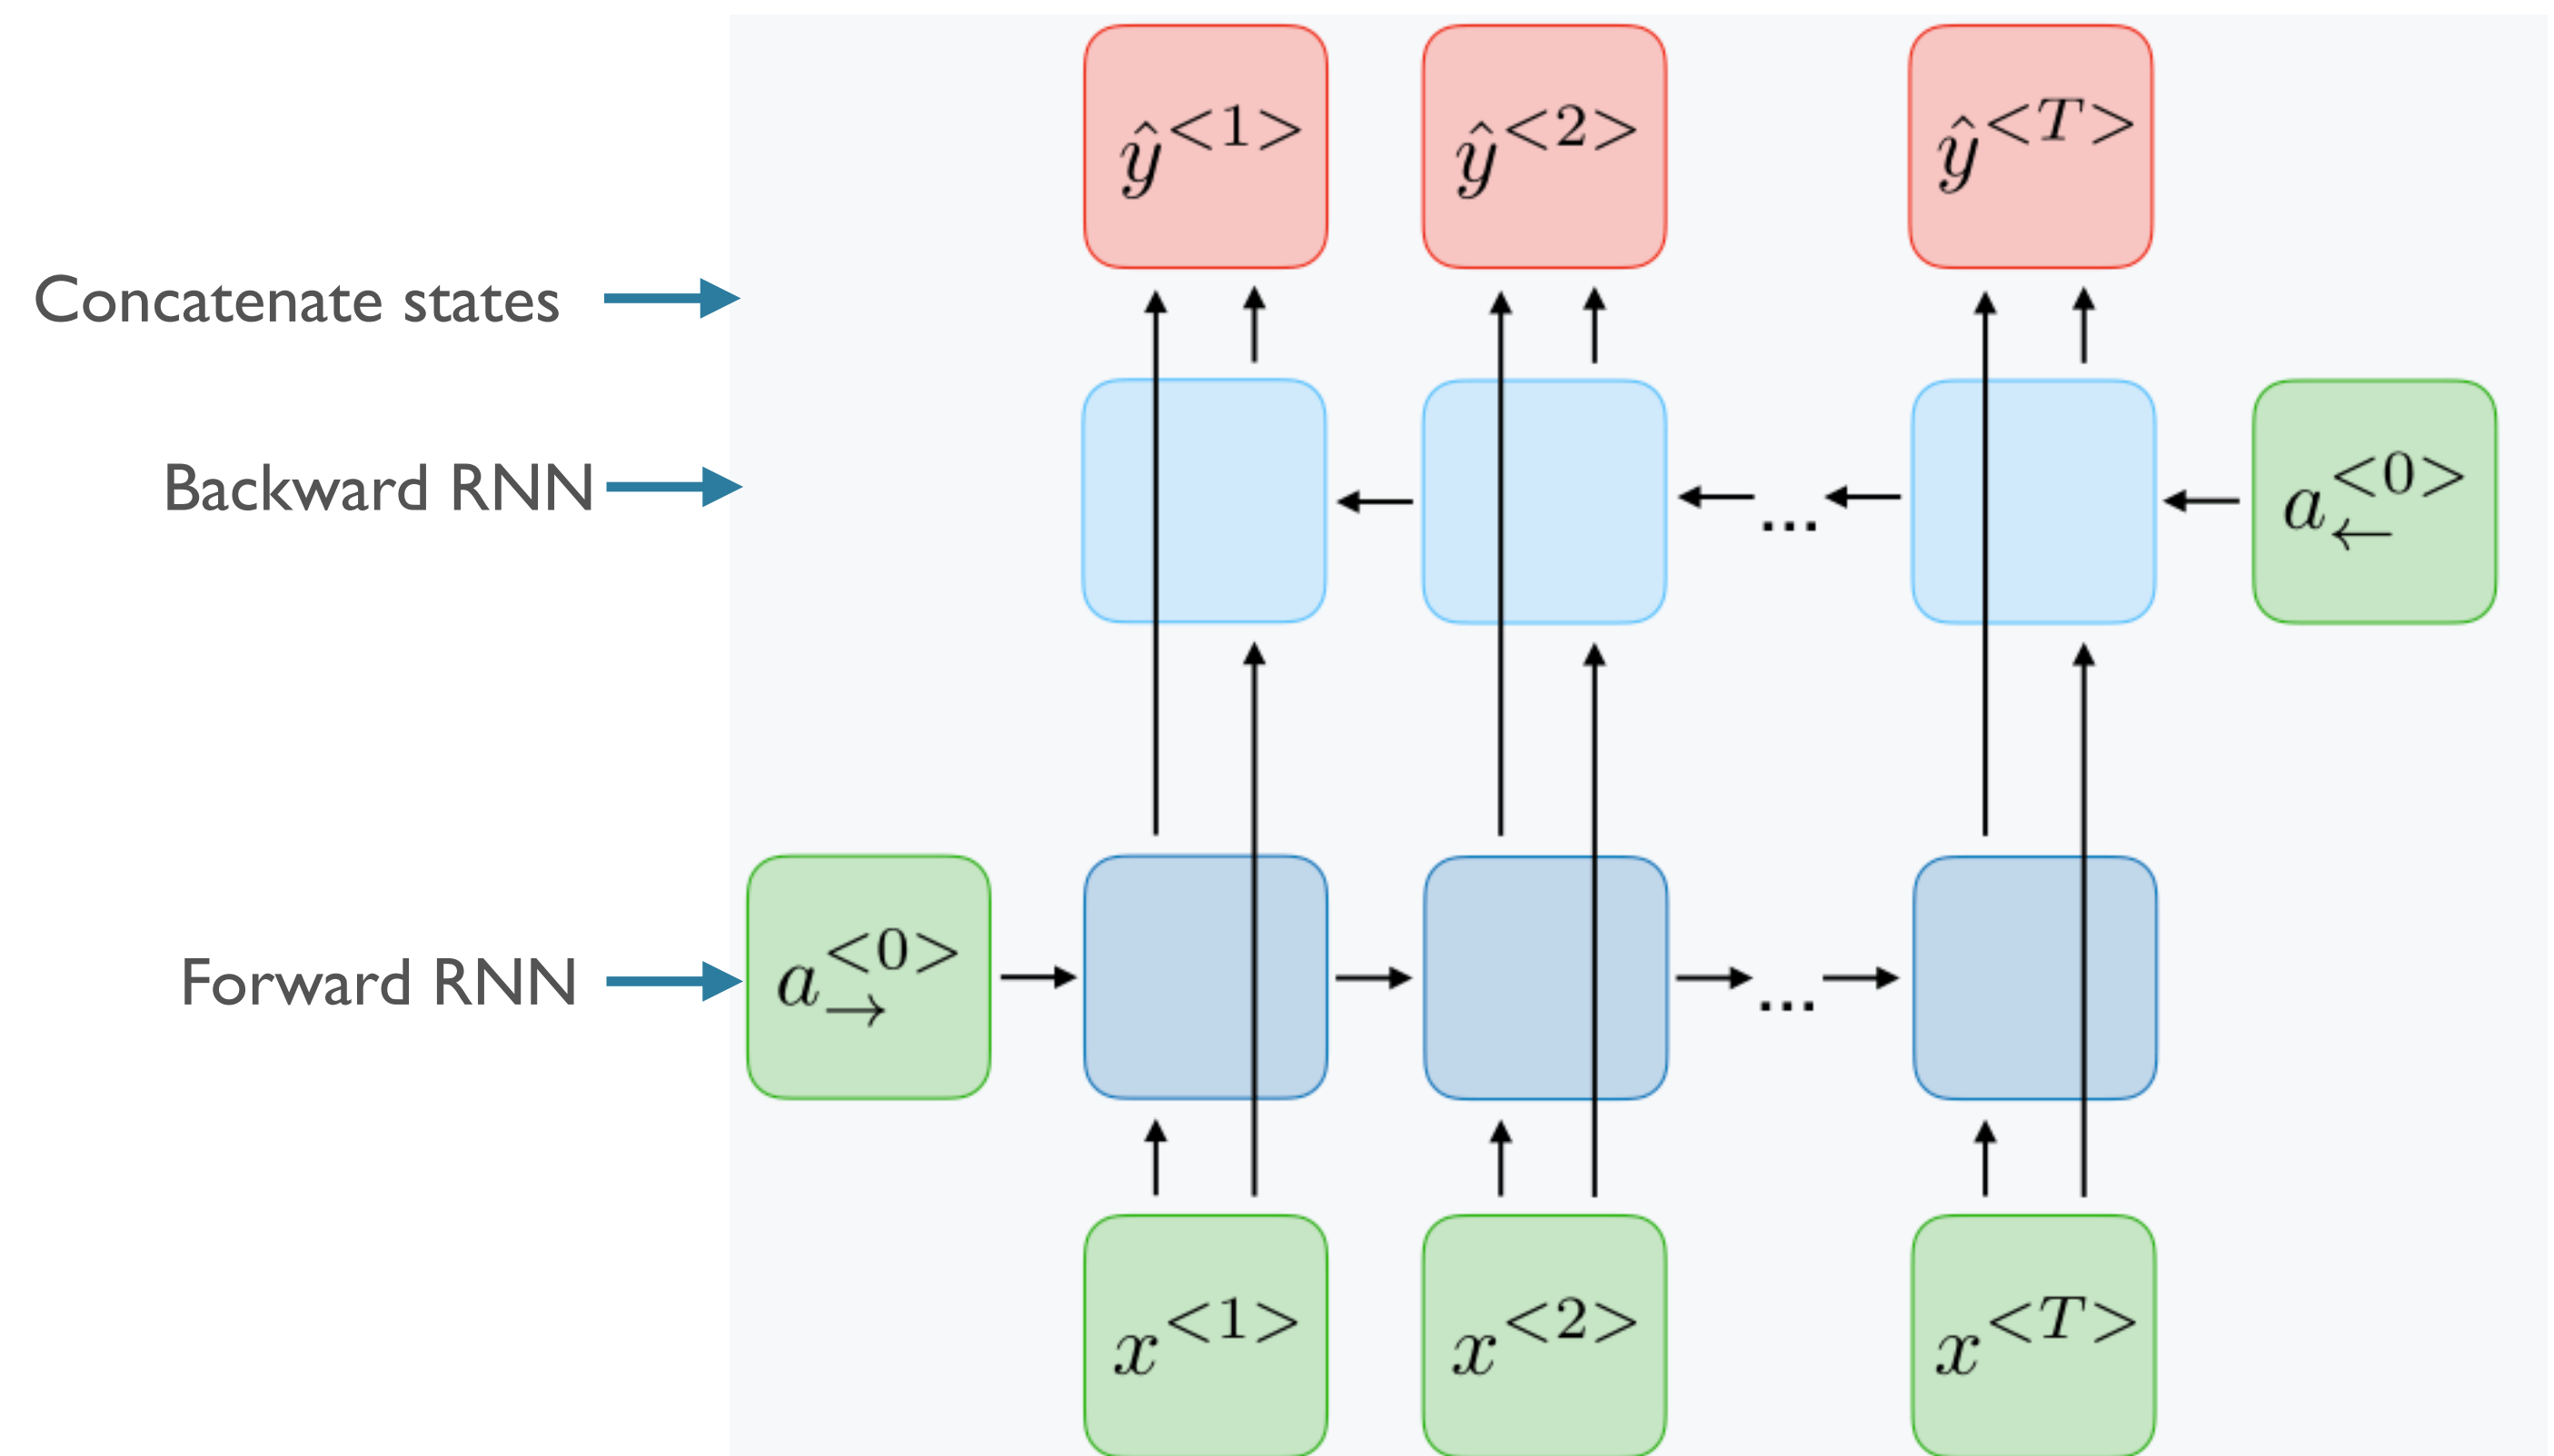 ŷ<1> ŷ<2> ŷ<T>
Concatenate states
Backward RNN ... a←<0>
Forward RNN a→<0> ...
x<1> x<2> x<T>